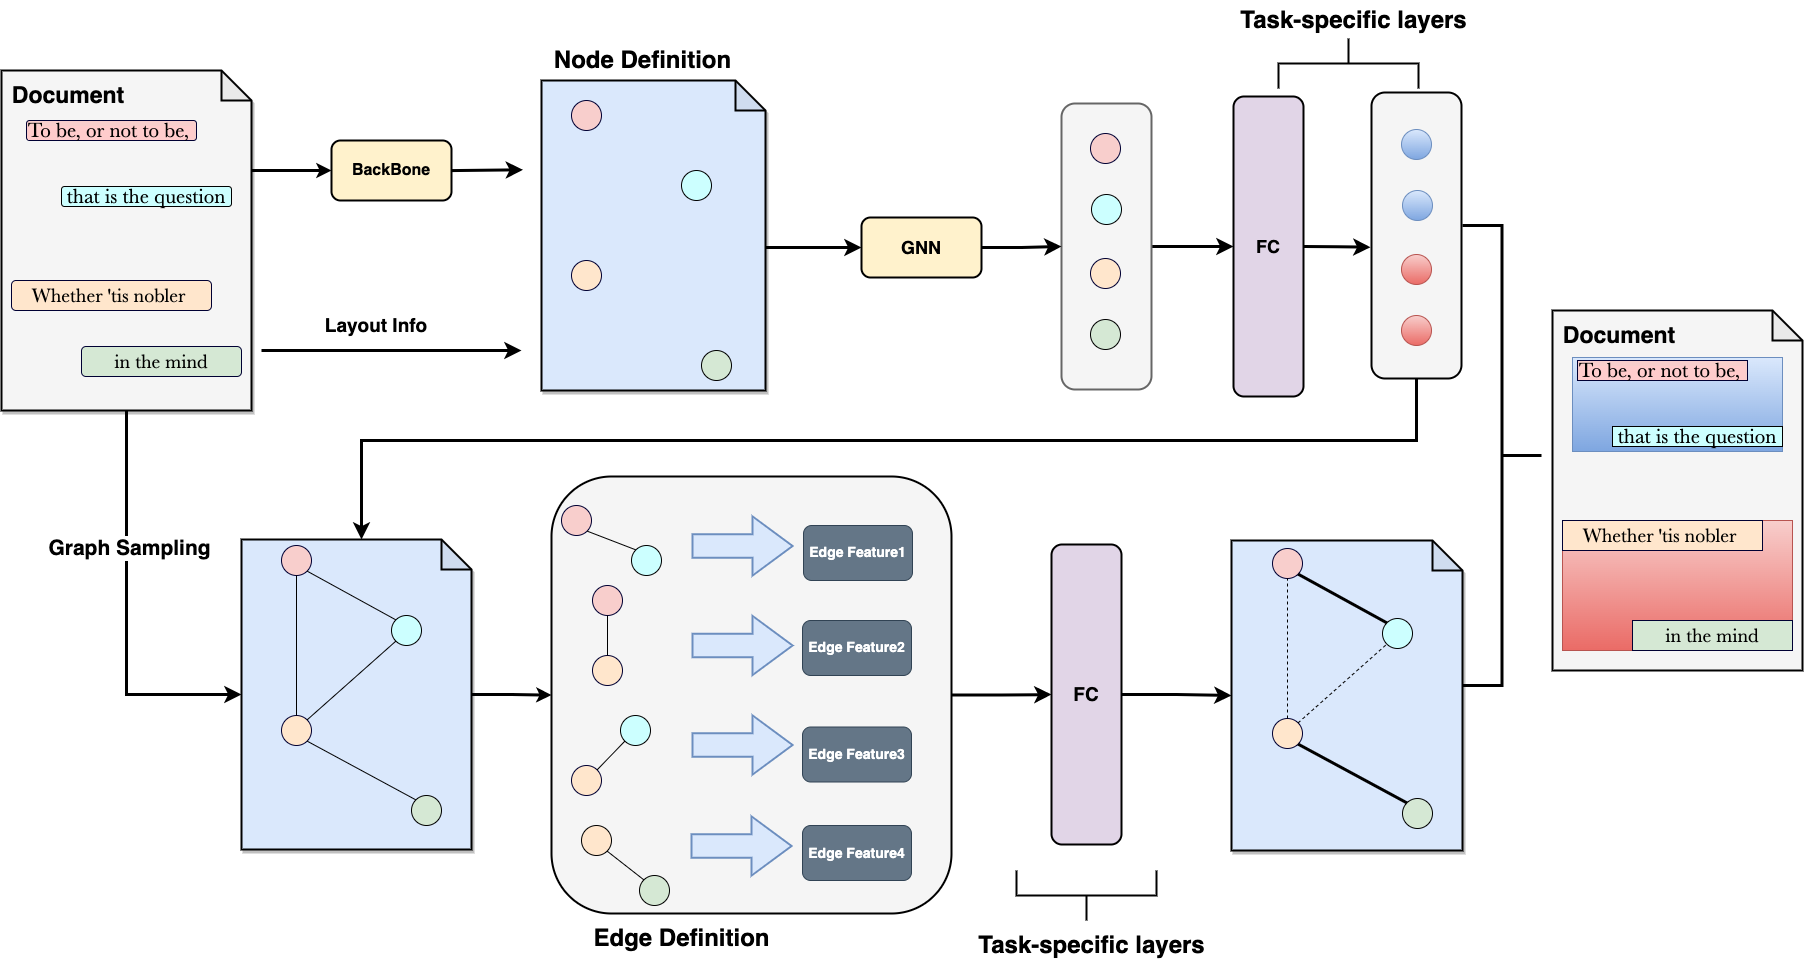 Task-specific layers
Node Definition
Document
To be, or not to be,
that is the question
Whether 'tis nobler
in the mind
BackBone
Layout Info
GNN
FC
Document
To be, or not to be,
that is the question
Whether 'tis nobler
in the mind
Graph Sampling
Edge Feature1
Edge Feature2
Edge Feature3
Edge Feature4
Edge Definition
FC
Task-specific layers